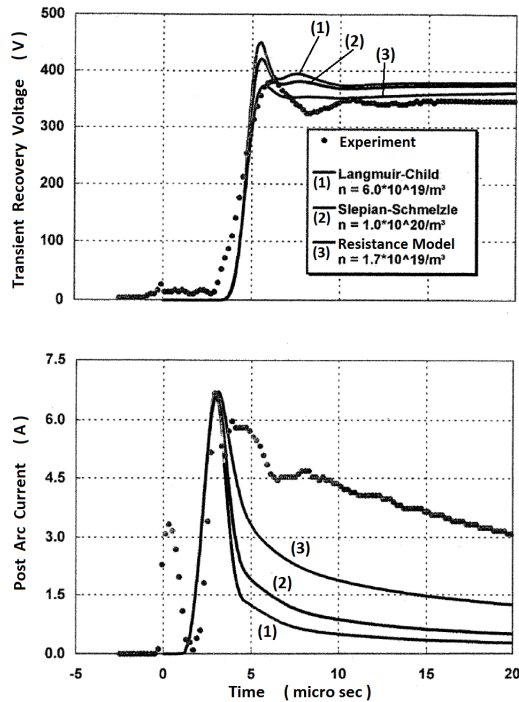 500
400
300
200
100
0
Transient Recovery Voltage ( V )
(1)
(2)
(3)
Experiment
Langmuir-Child
(1) n = 6.0*10^19/m³
Slepian-Schmelzle
(2) n = 1.0*10^20/m³
Resistance Model
(3) n = 1.7*10^19/m³
7.5
6.0
4.5
3.0
1.5
0.0
Post Arc Current ( A )
(3)
(2)
(1)
-5 0 5 10 15 20
Time ( micro sec )